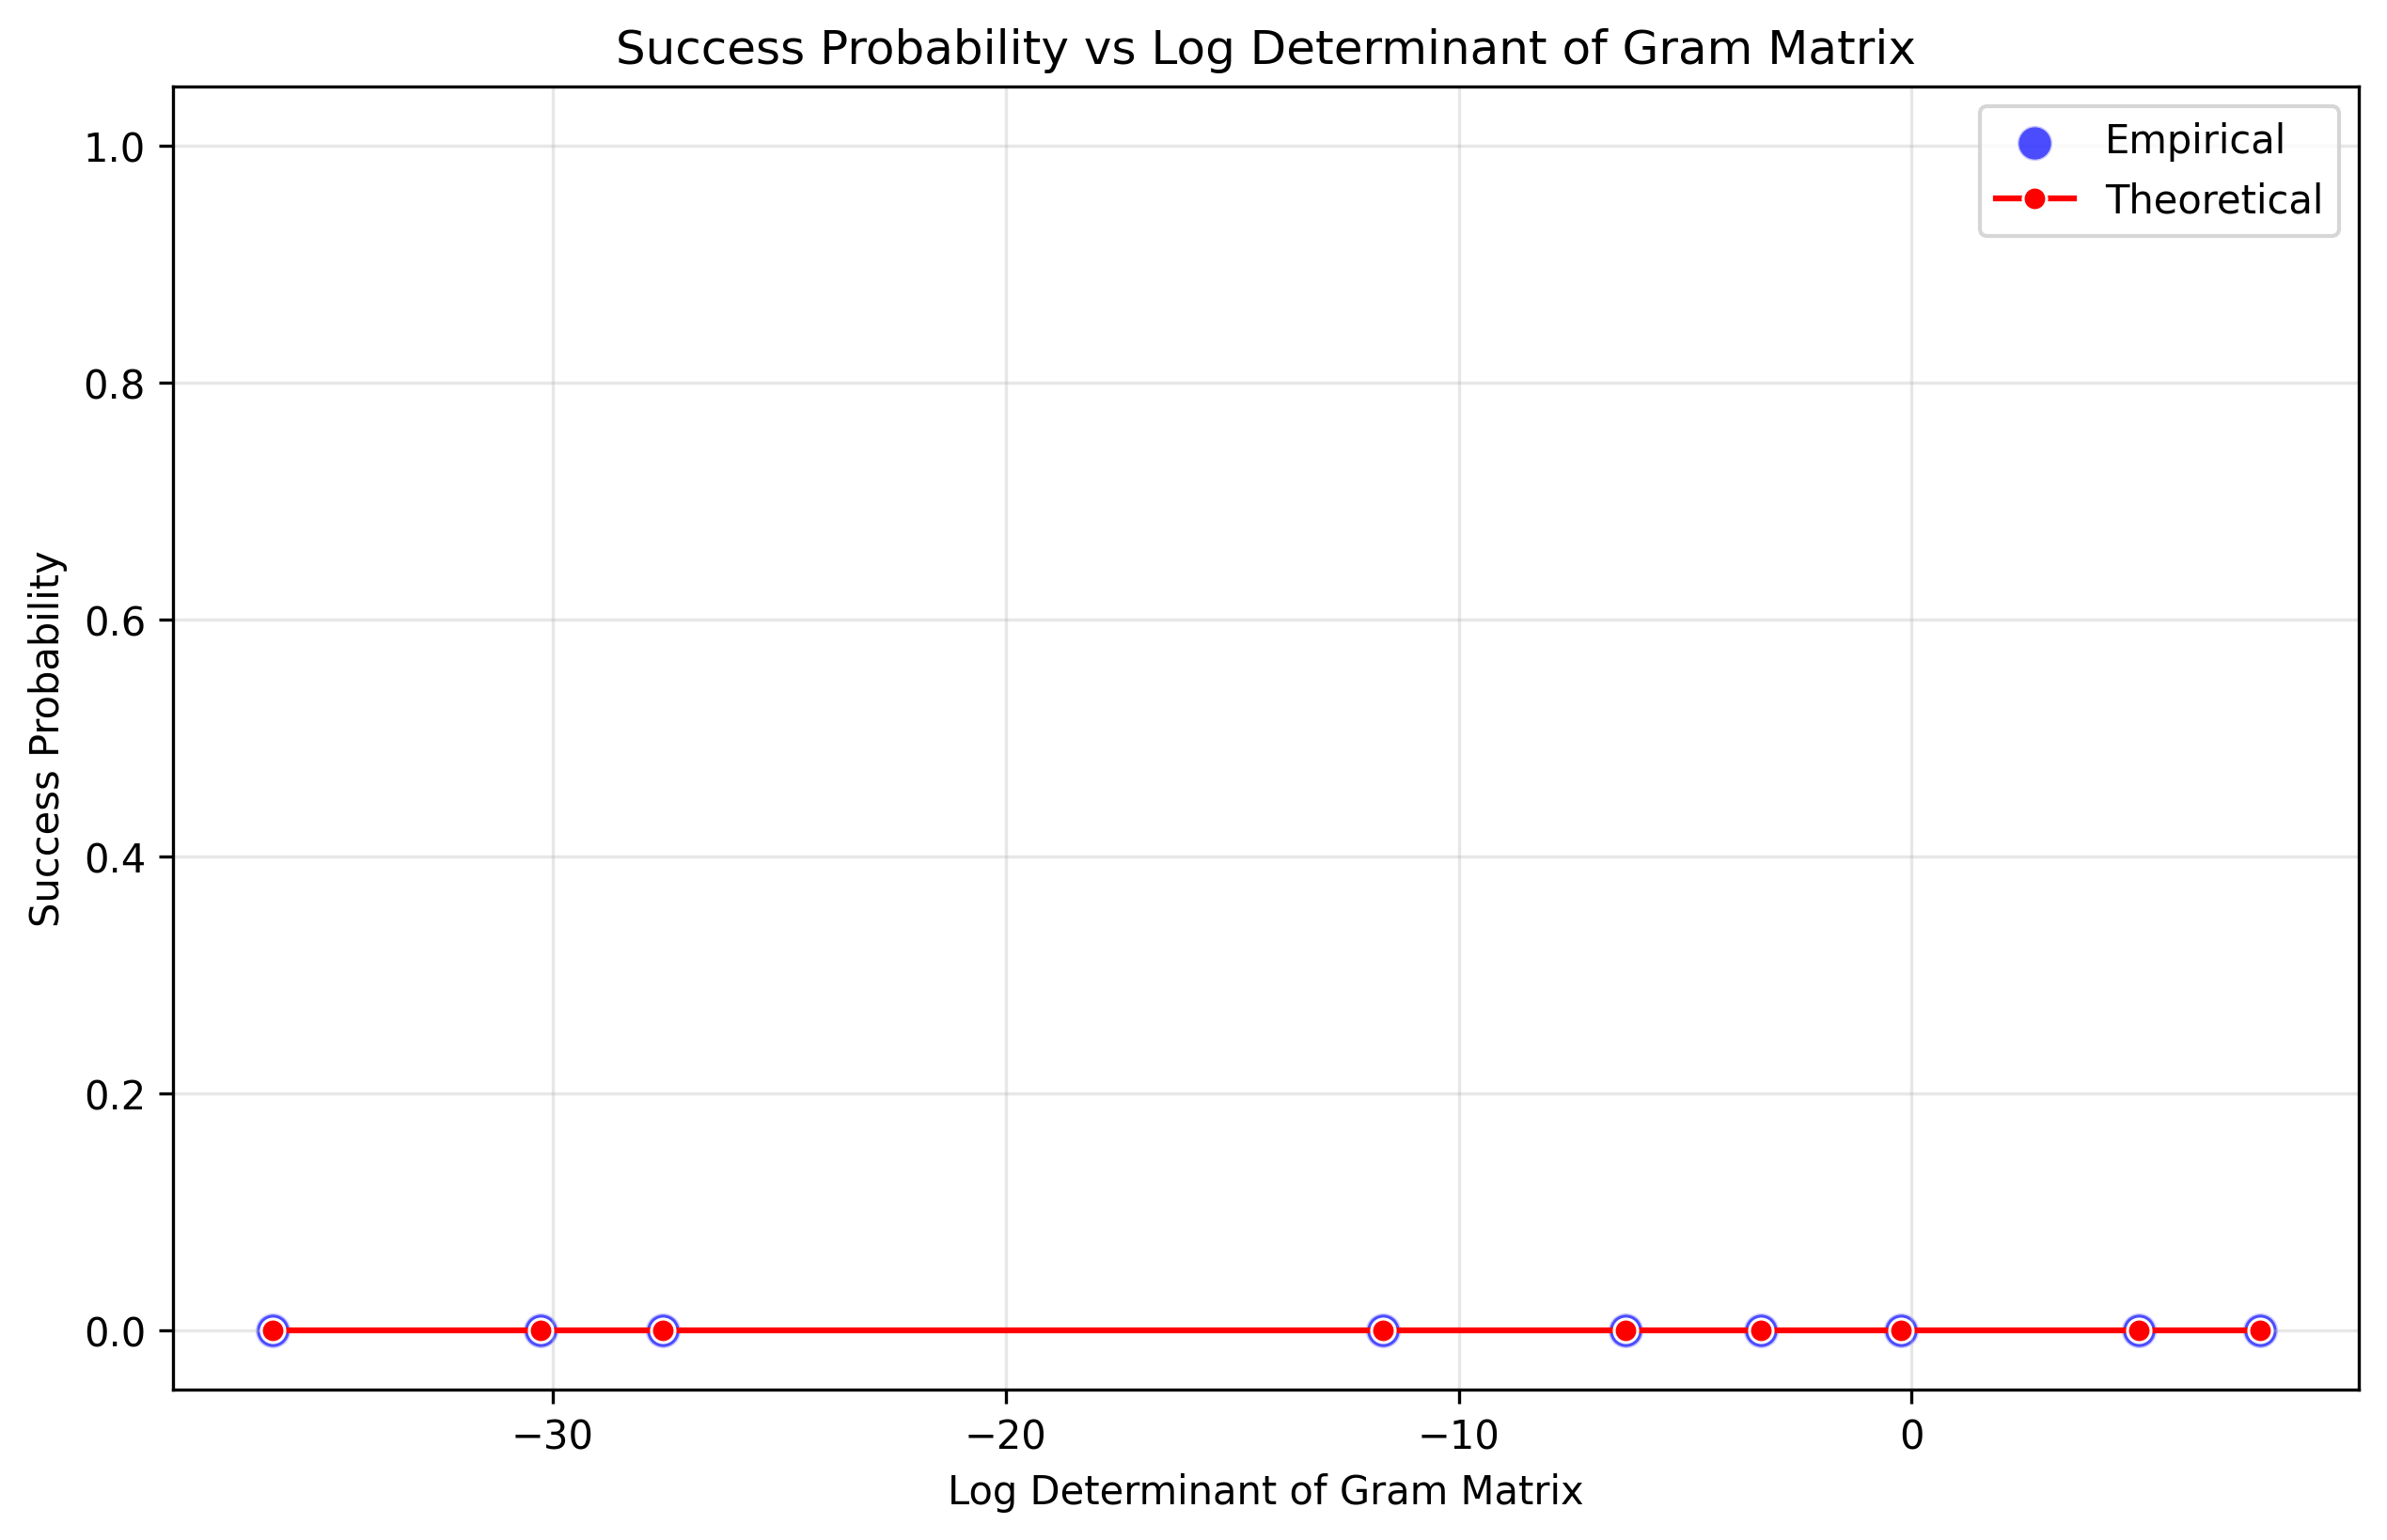 Success Probability vs Log Determinant of Gram Matrix
Empirical
Theoretical
Success Probability
1.0
0.8
0.6
0.4
0.2
0.0
−30
−20
−10
0
Log Determinant of Gram Matrix